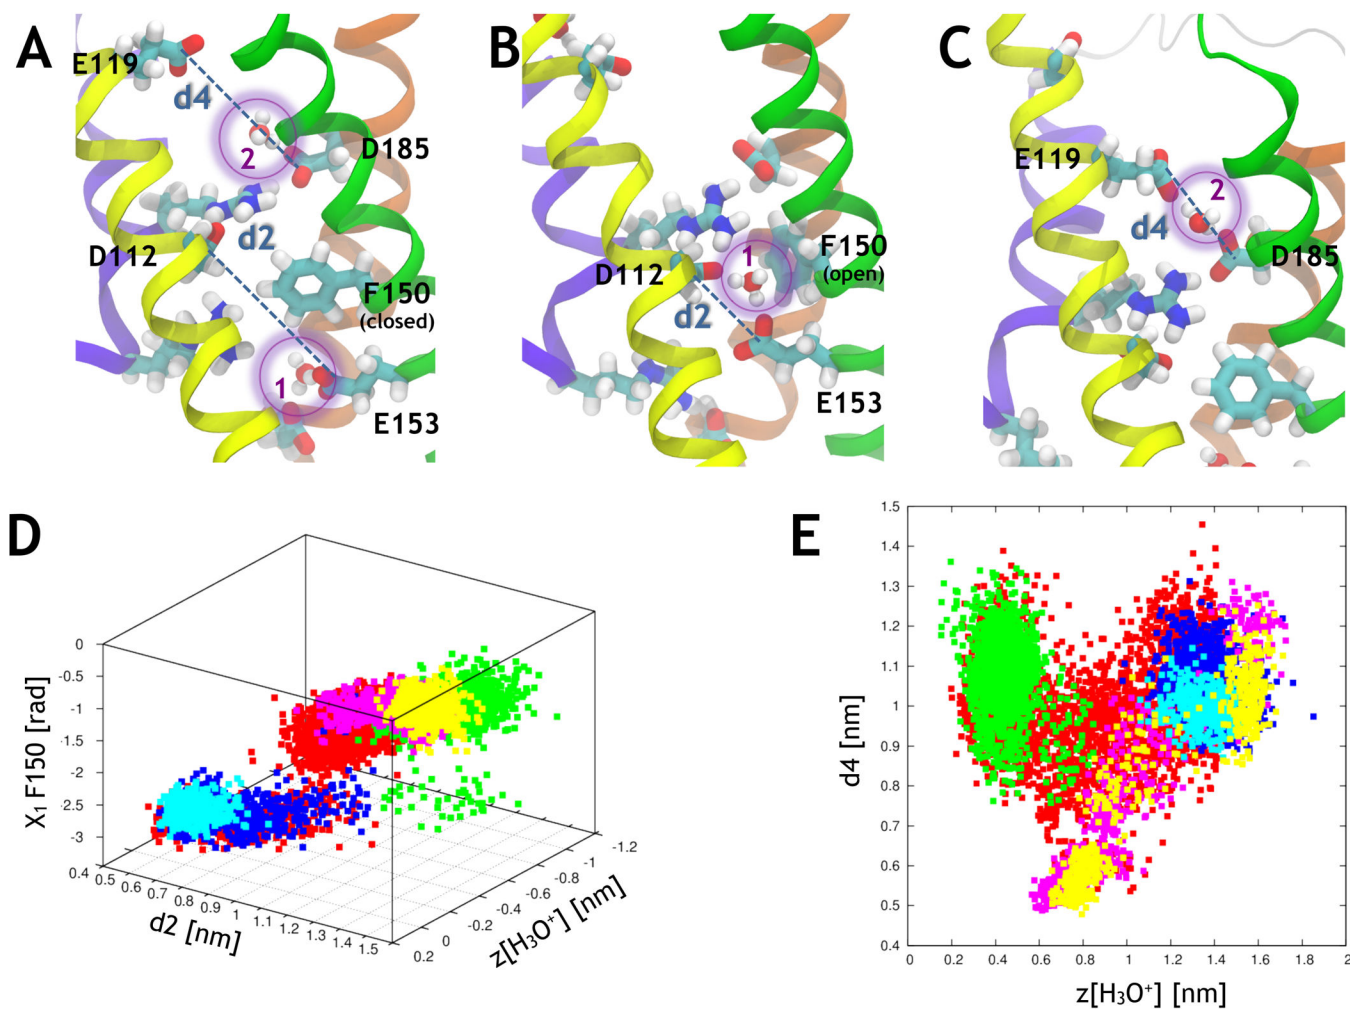 A
E119
d4
2
D185
d2
D112
F150
(closed)
1
E153
B
1
F150
(open)
D112
d2
E153
C
E119
2
d4
D185
D
0
-0.5
-1
-1.5
-2
-2.5
-3
X₁ F150 [rad]
0.4
0.5
0.6
0.7
0.8
0.9
1
1.1
1.2
1.3
1.4
1.5
d2 [nm]
0.2
0
-0.2
-0.4
-0.6
-0.8
-1
-1.2
z[H₃O⁺] [nm]
E
1.5
1.4
1.3
1.2
1.1
1
0.9
0.8
0.7
0.6
0.5
0.4
d4 [nm]
0
0.2
0.4
0.6
0.8
1
1.2
1.4
1.6
1.8
2
z[H₃O⁺] [nm]